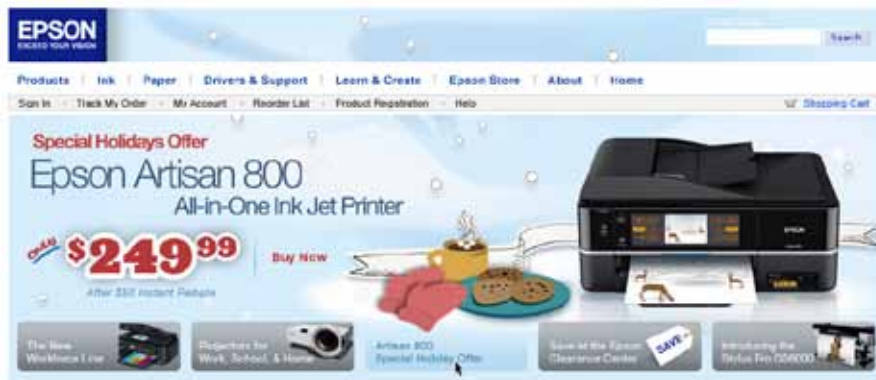 EPSON
EXCEED YOUR VISION
Search
Products Ink Paper Drivers & Support Learn & Create Epson Store About Home
Sign In Track My Order My Account Reorder List Product Registration Help Shopping Cart
Special Holidays Offer
Epson Artisan 800
All-in-One Ink Jet Printer
Only $249.99 Buy Now
After $50 Instant Rebate
EPSON
The New
Workforce Line
Projectors for
Work, School, & Home
Artisan 800
Special Holiday Offer
Save at the Epson
Clearance Center
SAVE
Introducing the
Stylus Pro